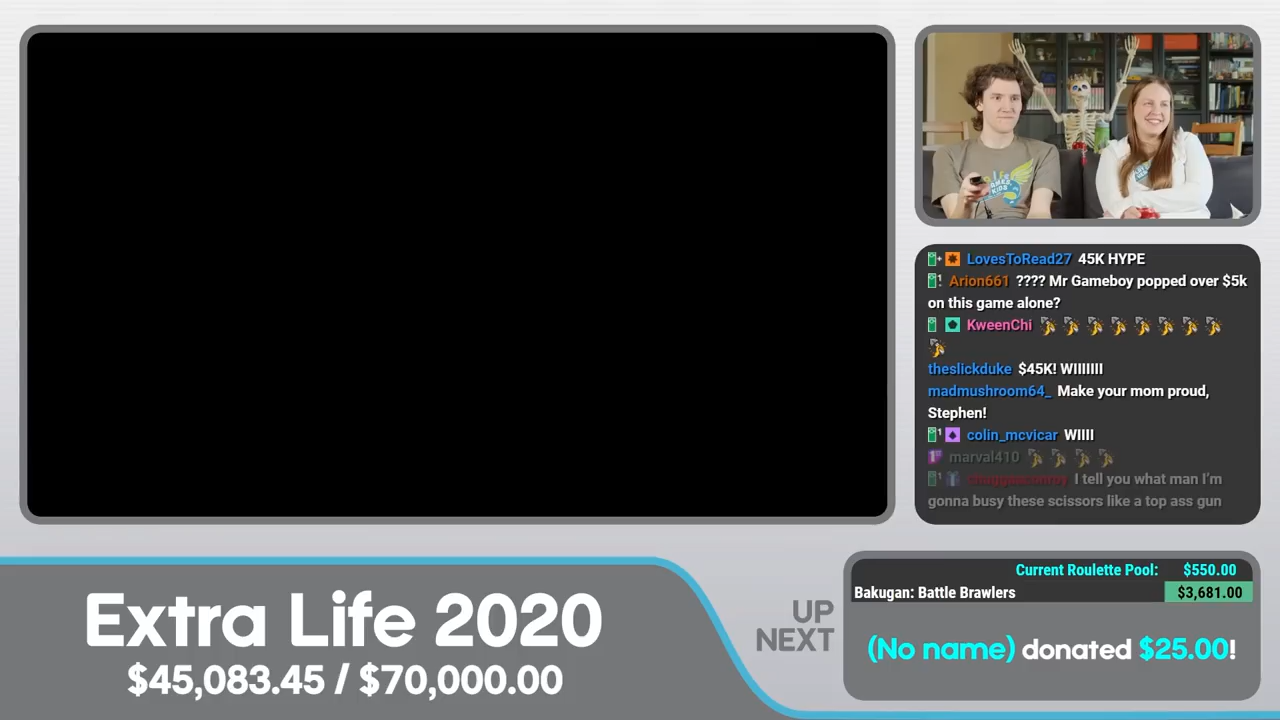 LovesToRead27 45K HYPE
Arion661 ???? Mr Gameboy popped over $5k
on this game alone?
KweenChi
theslickduke $45K! WIIIIIII
madmushroom64_ Make your mom proud,
Stephen!
colin_mcvicar WIIII
marval410
I tell you what man I'm
gonna busy these scissors like a top ass gun
Current Roulette Pool: $550.00
Bakugan: Battle Brawlers $3,681.00
UP
NEXT
(No name) donated $25.00!
Extra Life 2020
$45,083.45 / $70,000.00